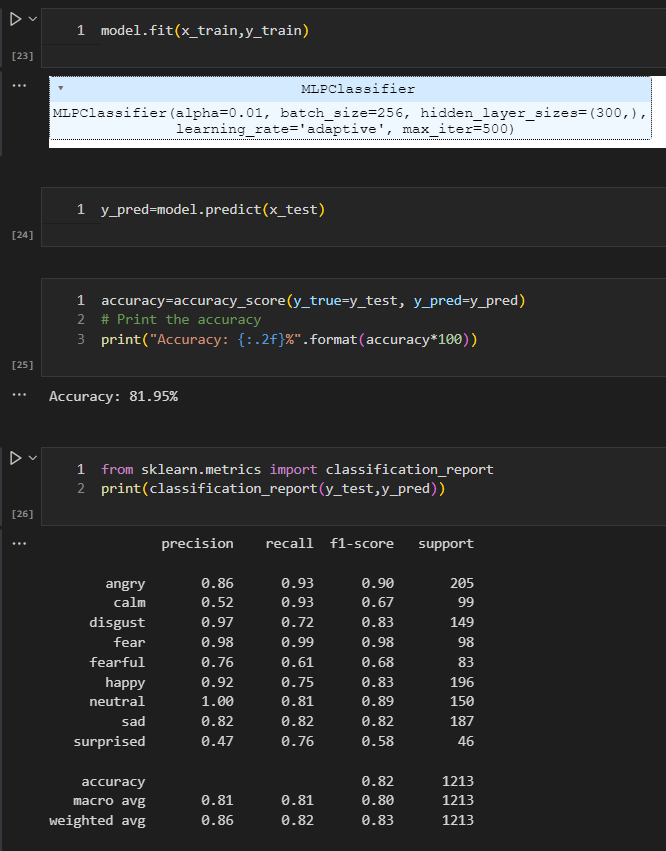 1 model.fit(x_train,y_train)
[23]
MLPClassifier
MLPClassifier(alpha=0.01, batch_size=256, hidden_layer_sizes=(300,),
learning_rate='adaptive', max_iter=500)
1 y_pred=model.predict(x_test)
[24]
1 accuracy=accuracy_score(y_true=y_test, y_pred=y_pred)
2 # Print the accuracy
3 print("Accuracy: {:.2f}%".format(accuracy*100))
[25]
Accuracy: 81.95%
1 from sklearn.metrics import classification_report
2 print(classification_report(y_test,y_pred))
[26]
precision recall f1-score support
angry 0.86 0.93 0.90 205
calm 0.52 0.93 0.67 99
disgust 0.97 0.72 0.83 149
fear 0.98 0.99 0.98 98
fearful 0.76 0.61 0.68 83
happy 0.92 0.75 0.83 196
neutral 1.00 0.81 0.89 150
sad 0.82 0.82 0.82 187
surprised 0.47 0.76 0.58 46
accuracy 0.82 1213
macro avg 0.81 0.81 0.80 1213
weighted avg 0.86 0.82 0.83 1213